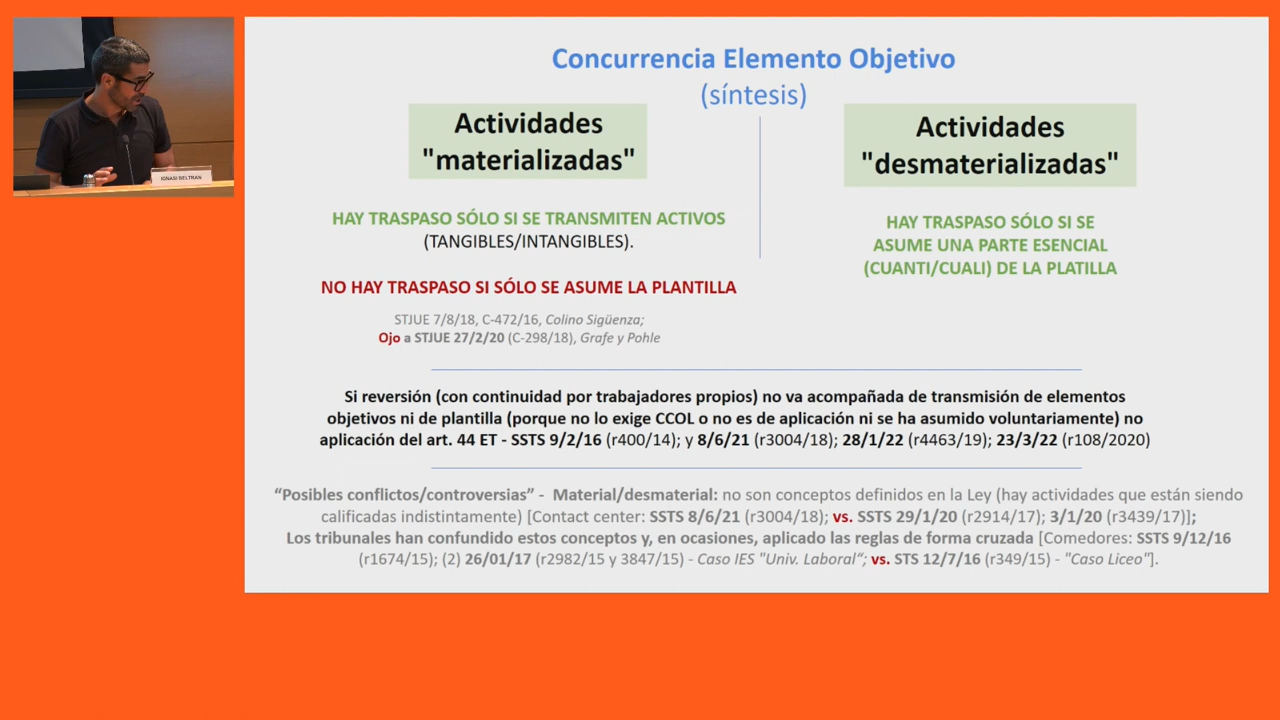 IGNASI BELTRAN
Concurrencia Elemento Objetivo
(síntesis)
Actividades
"materializadas"
HAY TRASPASO SÓLO SI SE TRANSMITEN ACTIVOS
(TANGIBLES/INTANGIBLES).
NO HAY TRASPASO SI SÓLO SE ASUME LA PLANTILLA
STJUE 7/8/18, C-472/16, Colino Sigüenza;
Ojo a STJUE 27/2/20 (C-298/18), Grafe y Pohle
Actividades
"desmaterializadas"
HAY TRASPASO SÓLO SI SE
ASUME UNA PARTE ESENCIAL
(CUANTI/CUALI) DE LA PLATILLA
Si reversión (con continuidad por trabajadores propios) no va acompañada de transmisión de elementos
objetivos ni de plantilla (porque no lo exige CCOL o no es de aplicación ni se ha asumido voluntariamente) no
aplicación del art. 44 ET - SSTS 9/2/16 (r400/14); y 8/6/21 (r3004/18); 28/1/22 (r4463/19); 23/3/22 (r108/2020)
“Posibles conflictos/controversias” - Material/desmaterial: no son conceptos definidos en la Ley (hay actividades que están siendo
calificadas indistintamente) [Contact center: SSTS 8/6/21 (r3004/18); vs. SSTS 29/1/20 (r2914/17); 3/1/20 (r3439/17)];
Los tribunales han confundido estos conceptos y, en ocasiones, aplicado las reglas de forma cruzada [Comedores: SSTS 9/12/16
(r1674/15); (2) 26/01/17 (r2982/15 y 3847/15) - Caso IES "Univ. Laboral“; vs. STS 12/7/16 (r349/15) - "Caso Liceo"].